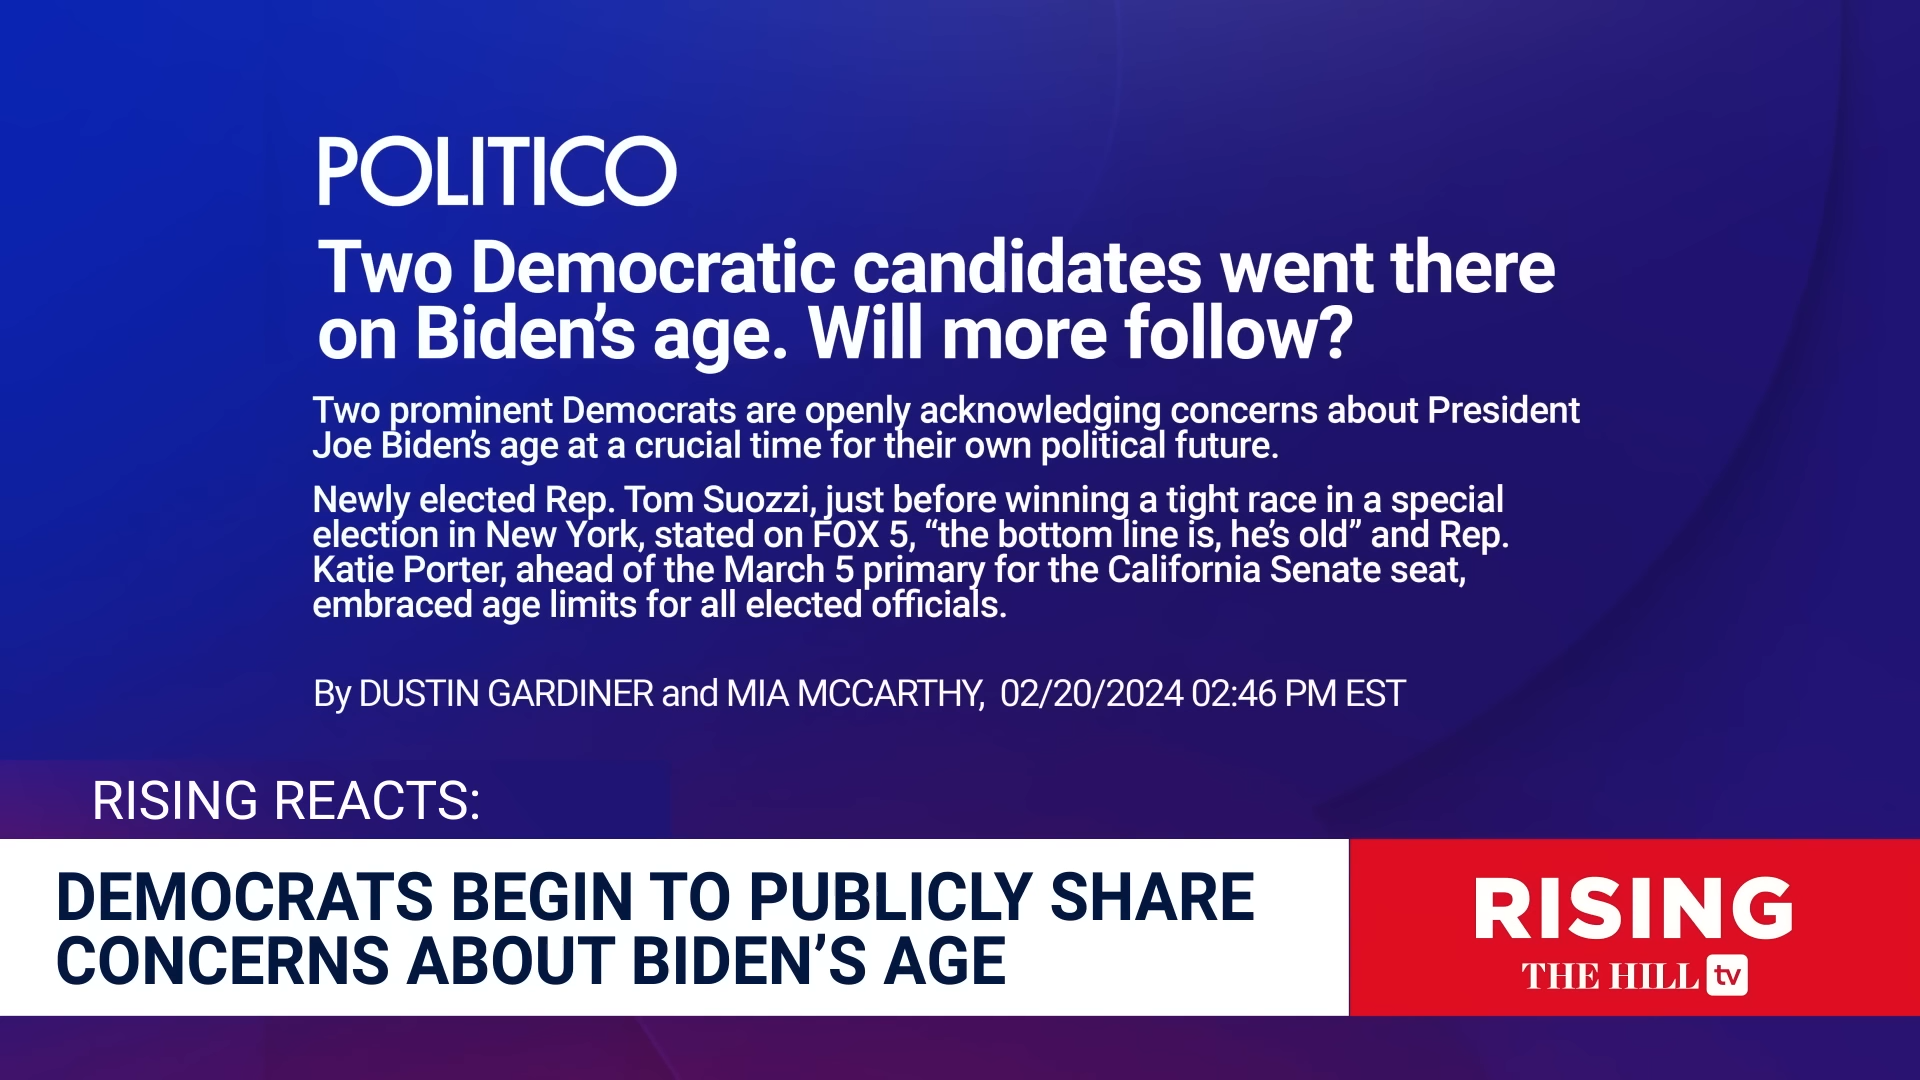 POLITICO
Two Democratic candidates went there
on Biden’s age. Will more follow?
Two prominent Democrats are openly acknowledging concerns about President
Joe Biden’s age at a crucial time for their own political future.
Newly elected Rep. Tom Suozzi, just before winning a tight race in a special
election in New York, stated on FOX 5, “the bottom line is, he’s old” and Rep.
Katie Porter, ahead of the March 5 primary for the California Senate seat,
embraced age limits for all elected officials.
By DUSTIN GARDINER and MIA MCCARTHY, 02/20/2024 02:46 PM EST
RISING REACTS:
DEMOCRATS BEGIN TO PUBLICLY SHARE
CONCERNS ABOUT BIDEN’S AGE
RISING
THE HILL tv